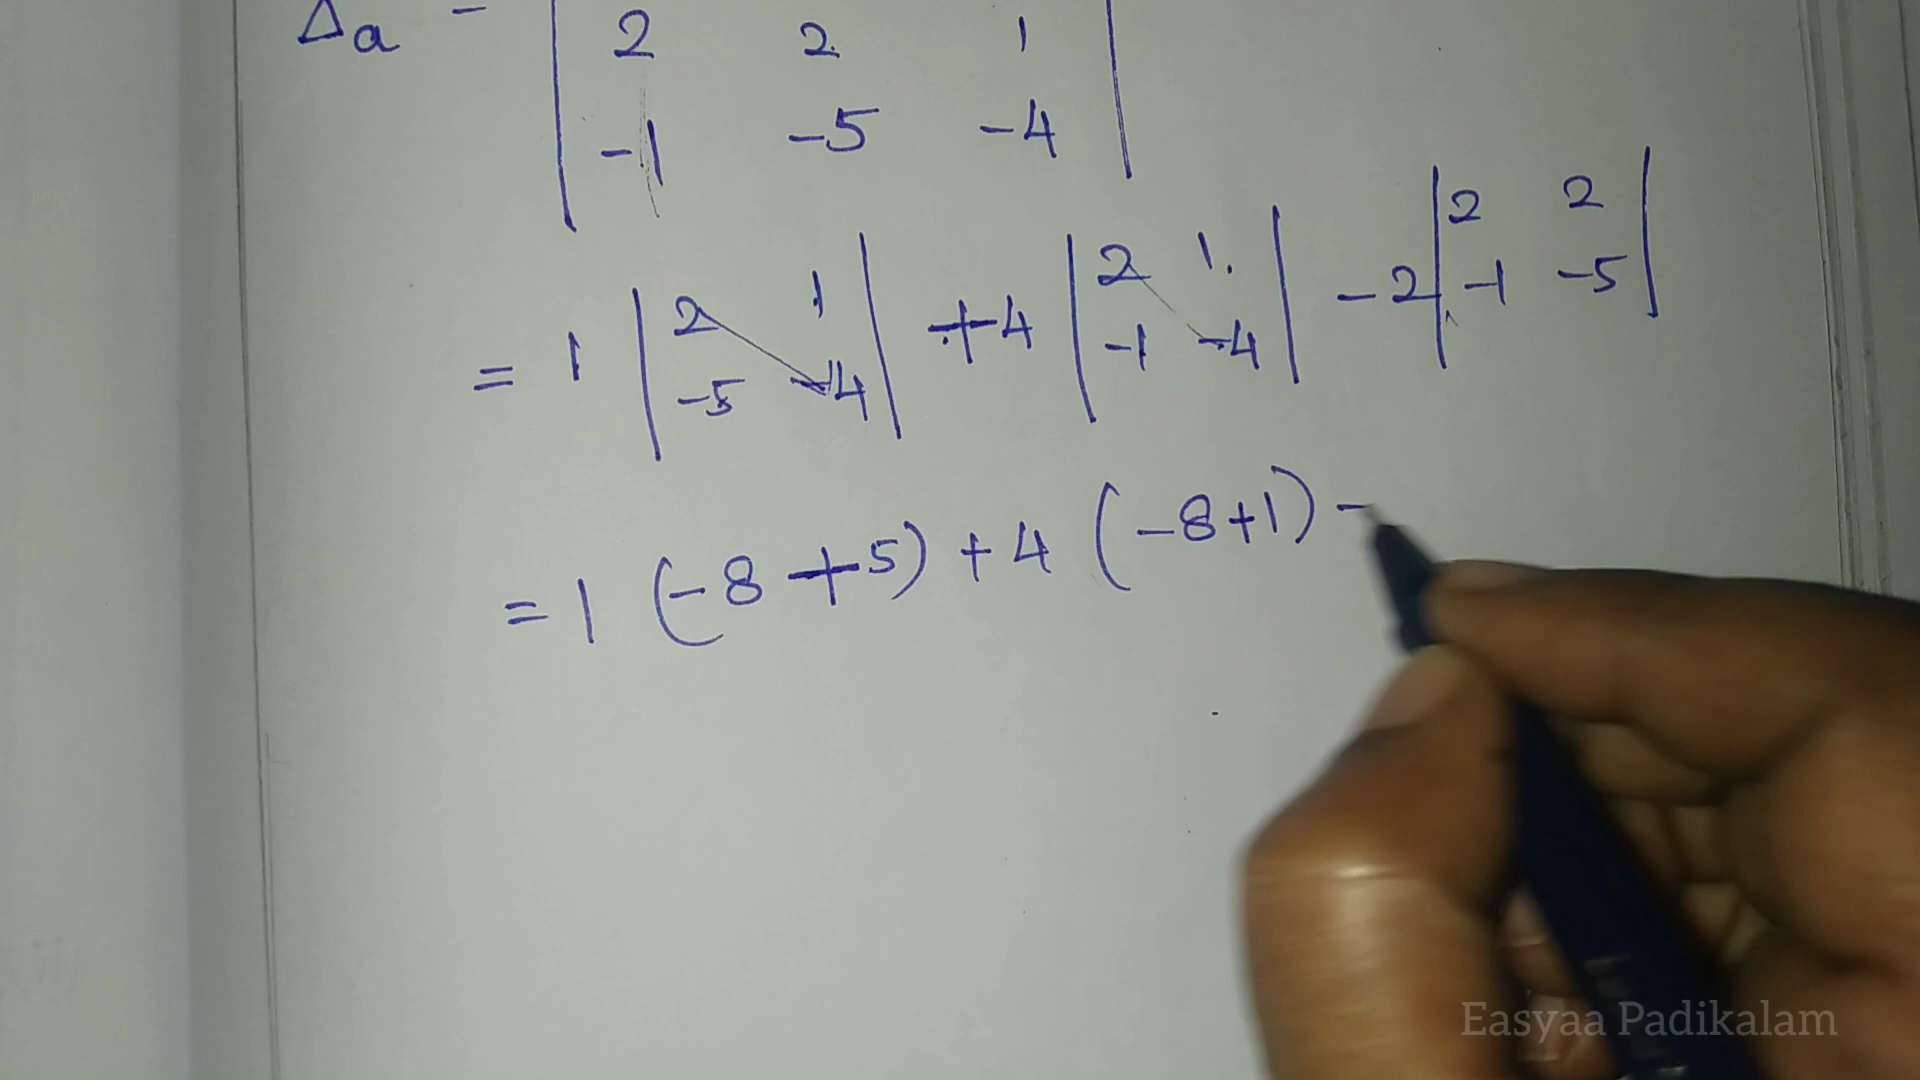 Δa - | 2 2 1 |
| -1 -5 -4 |
= 1 | 2 1 | +4 | 2 1. | -2 | 2 2 |
| -5 -4 | | -1 -4 | | -1 -5 |
= 1 (-8 + 5) + 4 (-8+1) -
Easyaa Padikalam